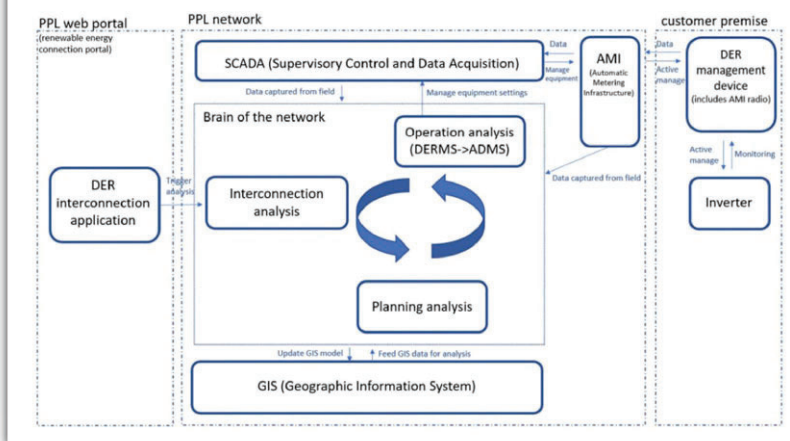 PPL web portal
(renewable energy
connection portal)
PPL network
customer premise
SCADA (Supervisory Control and Data Acquisition)
Data
Manage
equipment
AMI
(Automatic
Metering
Infrastructure)
Data
Active
manage
DER
management
device
(includes AMI radio)
Data captured from field
Manage equipment settings
Brain of the network
Operation analysis
(DERMS->ADMS)
Active
manage
Monitoring
Data captured from field
DER
interconnection
application
Trigger
analysis
Interconnection
analysis
Inverter
Planning analysis
Update GIS model
Feed GIS data for analysis
GIS (Geographic Information System)